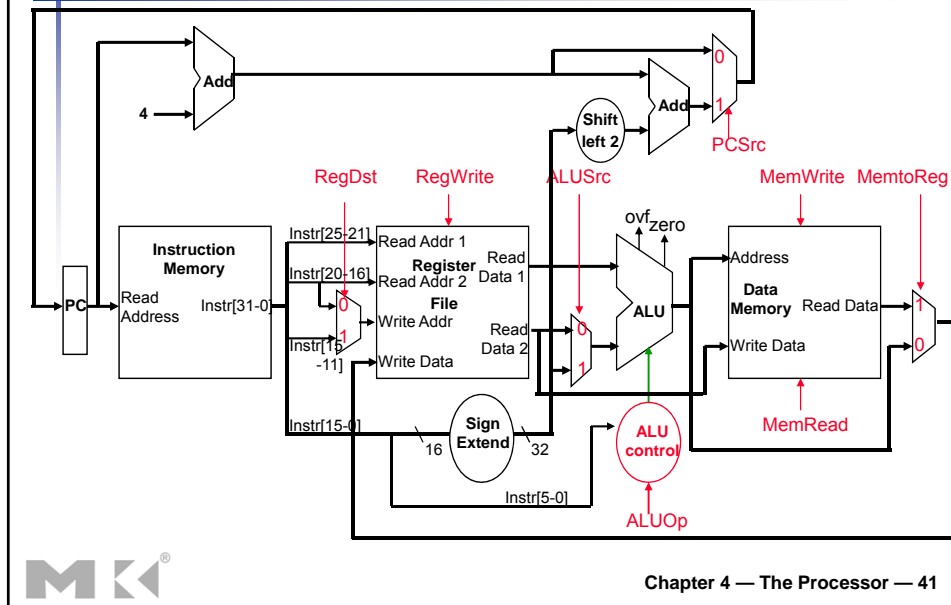 Add
4
Shift
left 2
Add
0
1
PCSrc
RegDst
RegWrite
ALUSrc
MemWrite
MemtoReg
ovf
zero
Instruction
Memory
Read
Address
Instr[31-0]
PC
Instr[25-21]
Instr[20-16]
Instr[15
-11]
0
1
Read Addr 1
Register
Read Addr 2
File
Write Addr
Write Data
Read
Data 1
Read
Data 2
0
1
ALU
Address
Data
Memory
Read Data
Write Data
1
0
MemRead
Instr[15-0]
16
Sign
Extend
32
ALU
control
Instr[5-0]
ALUOp
MK®
Chapter 4 — The Processor — 41